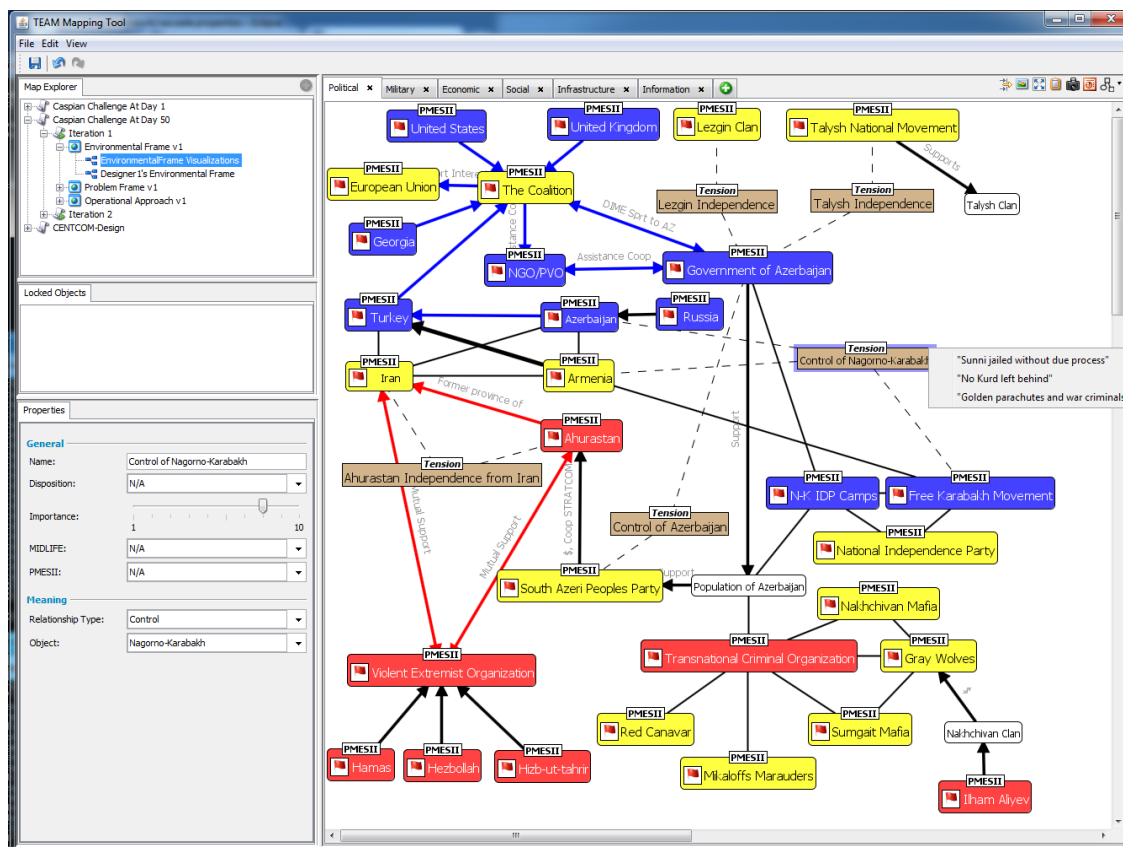 TEAM Mapping Tool
File Edit View
Map Explorer
Caspian Challenge At Day 1
Caspian Challenge At Day 50
Iteration 1
Environmental Frame v1
EnvironmentalFrame Visualizations
Designer1's Environmental Frame
Problem Frame v1
Operational Approach v1
Iteration 2
CENTCOM-Design
Locked Objects
Properties
General
Name: Control of Nagorno-Karabakh
Disposition: N/A
Importance:
1 10
MIDLIFE: N/A
PMESII: N/A
Meaning
Relationship Type: Control
Object: Nagorno-Karabakh
Political Military Economic Social Infrastructure Information
PMESII
United States
PMESII
United Kingdom
PMESII
Lezgin Clan
PMESII
Talysh National Movement
Supports
PMESII
European Union
PMESII
The Coalition
Tension
Lezgin Independence
Tension
Talysh Independence
Talysh Clan
DIME Sprt to AZ
PMESII
Georgia
PMESII
NGO/PVO
Assistance Coop
PMESII
Government of Azerbaijan
PMESII
Turkey
PMESII
Azerbaijan
PMESII
Russia
Tension
Control of Nagorno-Karabakh
"Sunni jailed without due process"
"No Kurd left behind"
"Golden parachutes and war criminals
PMESII
Iran
PMESII
Armenia
Former province of
PMESII
Ahurastan
Support
Tension
Ahurastan Independence from Iran
Mutual Support
Mutual Support
$, Coop STRATCOM
PMESII
N-K IDP Camps
PMESII
Free Karabakh Movement
Tension
Control of Azerbaijan
PMESII
National Independence Party
PMESII
South Azeri Peoples Party
Support
Population of Azerbaijan
PMESII
Nakhchivan Mafia
PMESII
Violent Extremist Organization
PMESII
Transnational Criminal Organization
PMESII
Gray Wolves
PMESII
Red Canavar
PMESII
Sumgait Mafia
Nakhchivan Clan
PMESII
Hamas
PMESII
Hezbollah
PMESII
Hizb-ut-tahrir
PMESII
Mikaloffs Marauders
PMESII
Ilham Aliyev